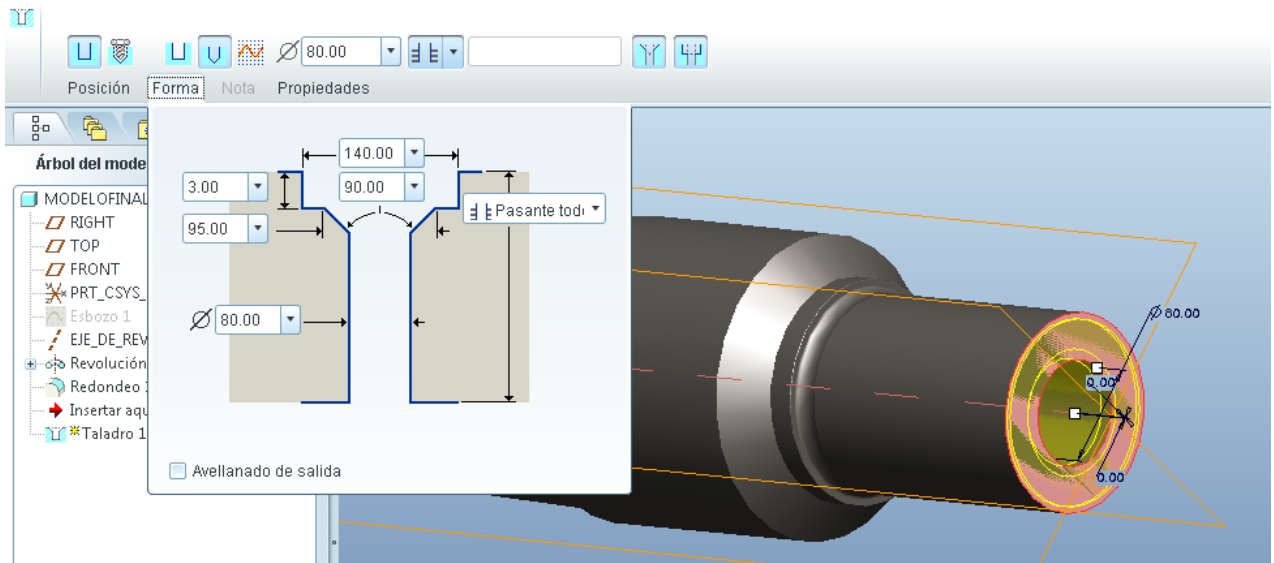 80.00
Posición Forma Nota Propiedades
Árbol del mode
MODELOFINAL
RIGHT
TOP
FRONT
PRT_CSYS_
Esbozo 1
EJE_DE_REV
Revolución
Redondeo 1
Insertar aqu
Taladro 1
140.00
3.00
90.00
Pasante tod
95.00
Ø 80.00
Avellanado de salida
Ø 80.00
0.00
0.00